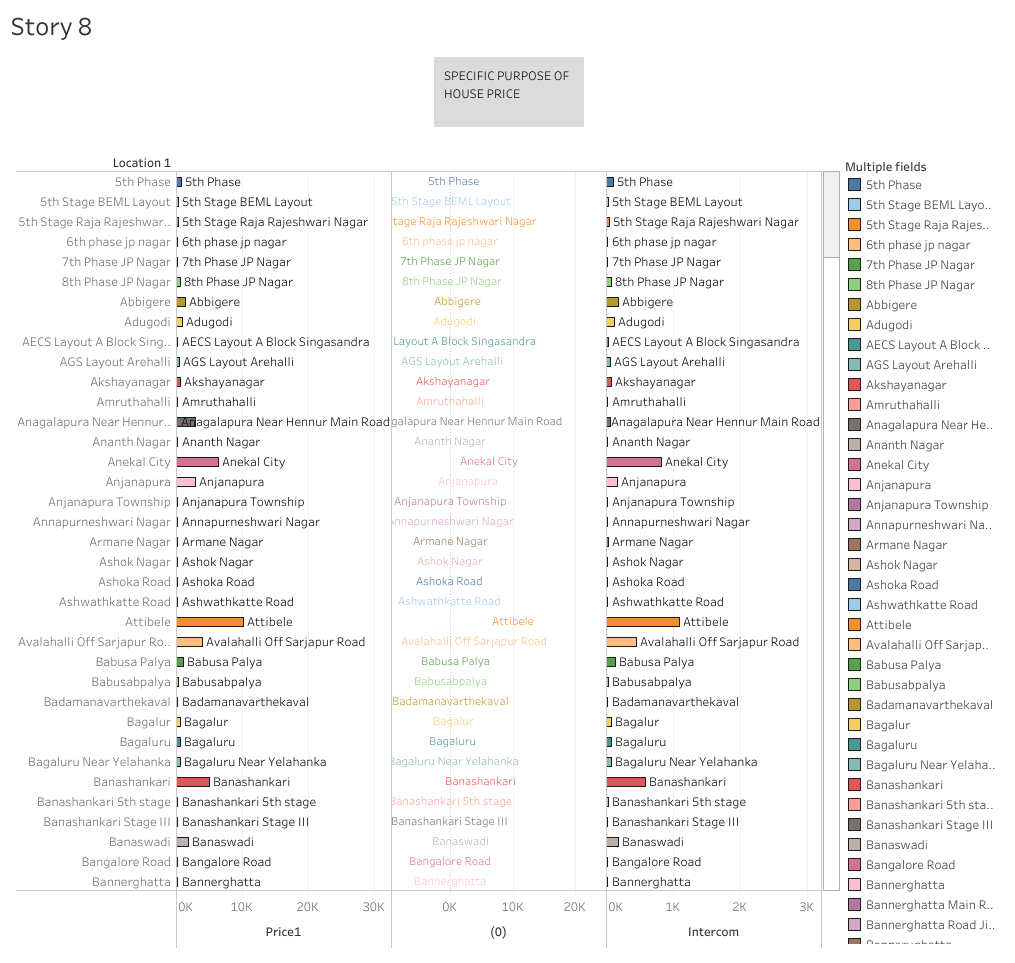 Story 8
SPECIFIC PURPOSE OF
HOUSE PRICE
Location 1
5th Phase 5th Phase 5th Phase 5th Phase
5th Stage BEML Layout 5th Stage BEML Layout 5th Stage BEML Layout 5th Stage BEML Layout
5th Stage Raja Rajeshwar.. 5th Stage Raja Rajeshwari Nagar tage Raja Rajeshwari Nagar 5th Stage Raja Rajeshwari Nagar
6th phase jp nagar 6th phase jp nagar 6th phase jp nagar 6th phase jp nagar
7th Phase JP Nagar 7th Phase JP Nagar 7th Phase JP Nagar 7th Phase JP Nagar
8th Phase JP Nagar 8th Phase JP Nagar 8th Phase JP Nagar 8th Phase JP Nagar
Abbigere Abbigere Abbigere Abbigere
Adugodi Adugodi Adugodi Adugodi
AECS Layout A Block Sing.. AECS Layout A Block Singasandra Layout A Block Singasandra AECS Layout A Block Singasandra
AGS Layout Arehalli AGS Layout Arehalli AGS Layout Arehalli AGS Layout Arehalli
Akshayanagar Akshayanagar Akshayanagar Akshayanagar
Amruthahalli Amruthahalli Amruthahalli Amruthahalli
Anagalapura Near Hennur.. Anagalapura Near Hennur Main Road galapura Near Hennur Main Road Anagalapura Near Hennur Main Road
Ananth Nagar Ananth Nagar Ananth Nagar Ananth Nagar
Anekal City Anekal City Anekal City Anekal City
Anjanapura Anjanapura Anjanapura Anjanapura
Anjanapura Township Anjanapura Township Anjanapura Township Anjanapura Township
Annapurneshwari Nagar Annapurneshwari Nagar Annapurneshwari Nagar Annapurneshwari Nagar
Armane Nagar Armane Nagar Armane Nagar Armane Nagar
Ashok Nagar Ashok Nagar Ashok Nagar Ashok Nagar
Ashoka Road Ashoka Road Ashoka Road Ashoka Road
Ashwathkatte Road Ashwathkatte Road Ashwathkatte Road Ashwathkatte Road
Attibele Attibele Attibele Attibele
Avalahalli Off Sarjapur Ro.. Avalahalli Off Sarjapur Road Avalahalli Off Sarjapur Road Avalahalli Off Sarjapur Road
Babusa Palya Babusa Palya Babusa Palya Babusa Palya
Babusabpalya Babusabpalya Babusabpalya Babusabpalya
Badamanavarthekaval Badamanavarthekaval Badamanavarthekaval Badamanavarthekaval
Bagalur Bagalur Bagalur Bagalur
Bagaluru Bagaluru Bagaluru Bagaluru
Bagaluru Near Yelahanka Bagaluru Near Yelahanka Bagaluru Near Yelahanka Bagaluru Near Yelahanka
Banashankari Banashankari Banashankari Banashankari
Banashankari 5th stage Banashankari 5th stage Banashankari 5th stage Banashankari 5th stage
Banashankari Stage III Banashankari Stage III Banashankari Stage III Banashankari Stage III
Banaswadi Banaswadi Banaswadi Banaswadi
Bangalore Road Bangalore Road Bangalore Road Bangalore Road
Bannerghatta Bannerghatta Bannerghatta Bannerghatta
0K 10K 20K 30K 0K 10K 20K 0K 1K 2K 3K
Price1 (0) Intercom
Multiple fields
5th Phase
5th Stage BEML Layo..
5th Stage Raja Rajes..
6th phase jp nagar
7th Phase JP Nagar
8th Phase JP Nagar
Abbigere
Adugodi
AECS Layout A Block ..
AGS Layout Arehalli
Akshayanagar
Amruthahalli
Anagalapura Near He..
Ananth Nagar
Anekal City
Anjanapura
Anjanapura Township
Annapurneshwari Na..
Armane Nagar
Ashok Nagar
Ashoka Road
Ashwathkatte Road
Attibele
Avalahalli Off Sarjap..
Babusa Palya
Babusabpalya
Badamanavarthekaval
Bagalur
Bagaluru
Bagaluru Near Yelaha..
Banashankari
Banashankari 5th sta..
Banashankari Stage III
Banaswadi
Bangalore Road
Bannerghatta
Bannerghatta Main R..
Bannerghatta Road Ji..